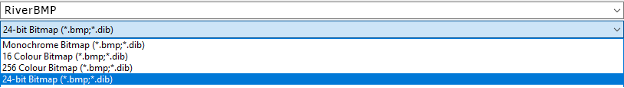 RiverBMP
24-bit Bitmap (*.bmp;*.dib)
Monochrome Bitmap (*.bmp;*.dib)
16 Colour Bitmap (*.bmp;*.dib)
256 Colour Bitmap (*.bmp;*.dib)
24-bit Bitmap (*.bmp;*.dib)